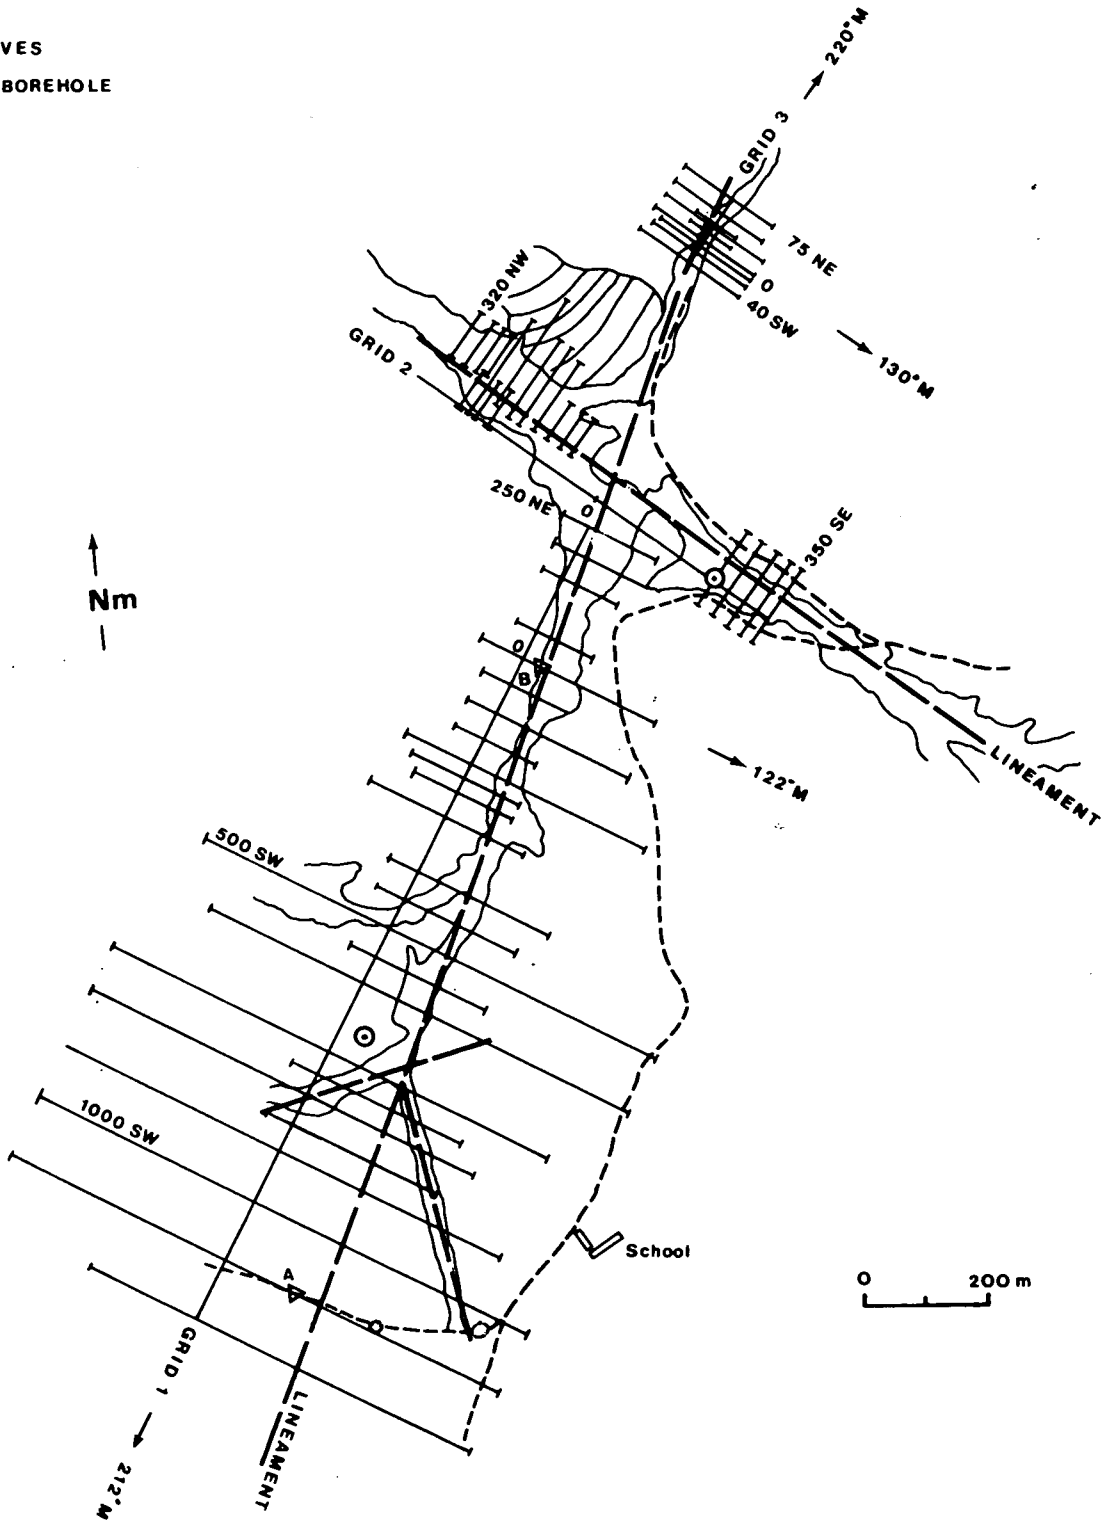 VES
BOREHOLE
220°M
GRID 3
75 NE
0
40 SW
320 NW
130°M
GRID 2
250 NE
0
350 SE
Nm
0
B
LINEAMENT
122°M
500 SW
1000 SW
School
A
0 200 m
GRID 1
LINEAMENT
212°M